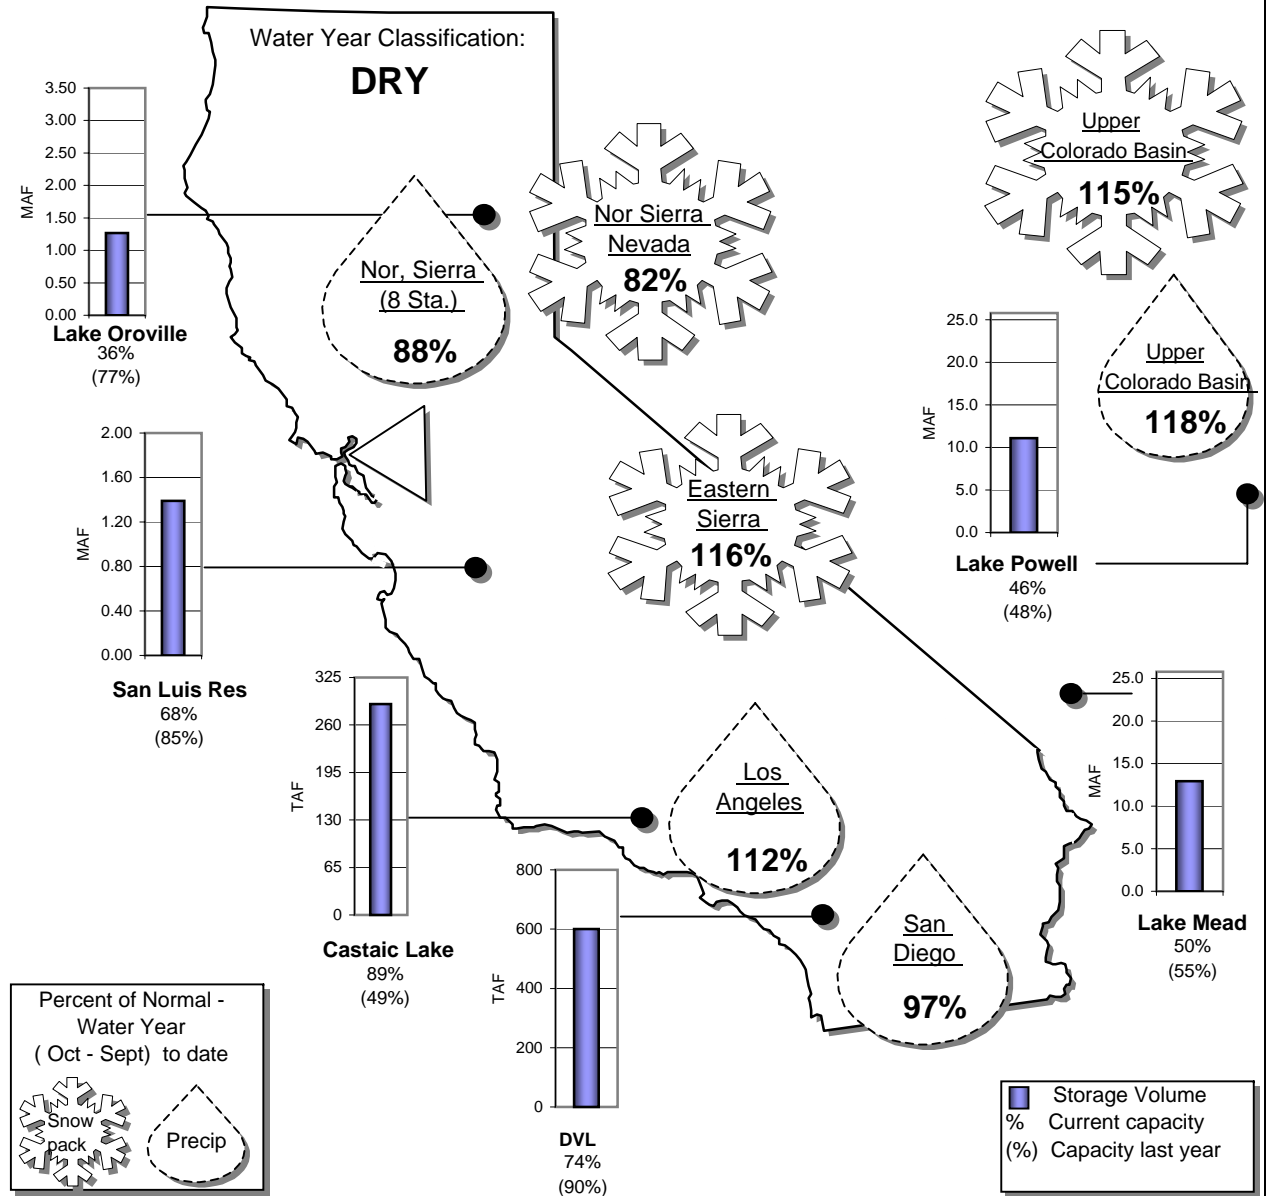 Water Year Classification:
DRY
3.50
3.00
2.50
2.00
1.50
1.00
0.50
0.00
MAF
Lake Oroville
36%
(77%)
Nor, Sierra
(8 Sta.)
88%
Nor Sierra
Nevada
82%
Upper
Colorado Basin
115%
Upper
Colorado Basin
118%
25.0
20.0
15.0
10.0
5.0
0.0
MAF
Lake Powell
46%
(48%)
2.00
1.60
1.20
0.80
0.40
0.00
MAF
San Luis Res
68%
(85%)
Eastern
Sierra
116%
325
260
195
130
65
0
TAF
Castaic Lake
89%
(49%)
Los
Angeles
112%
25.0
20.0
15.0
10.0
5.0
0.0
MAF
Lake Mead
50%
(55%)
800
600
400
200
0
TAF
DVL
74%
(90%)
San
Diego
97%
Percent of Normal -
Water Year
( Oct - Sept) to date
Snow
pack
Precip
Storage Volume
% Current capacity
(%) Capacity last year